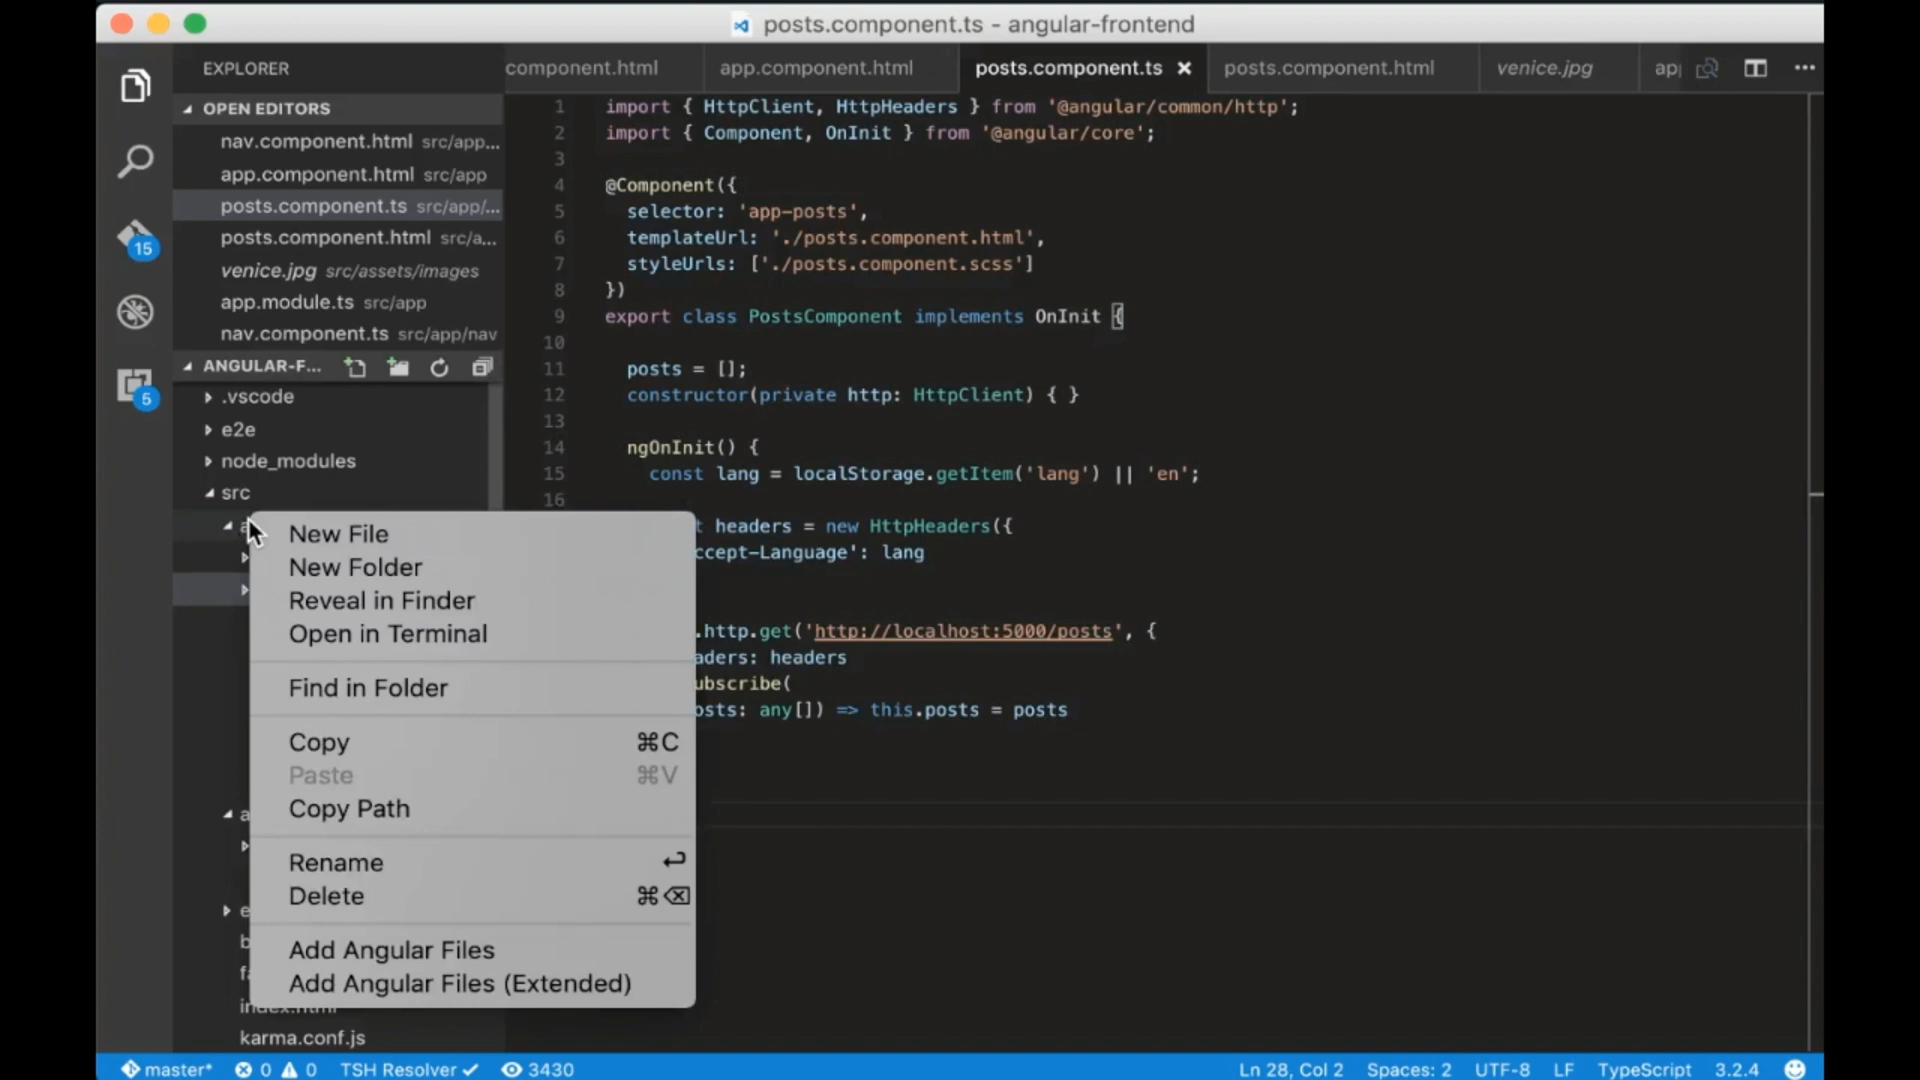 posts.component.ts - angular-frontend
EXPLORER
component.html
app.component.html
posts.component.ts
posts.component.html
venice.jpg
OPEN EDITORS
nav.component.html src/app...
app.component.html src/app
posts.component.ts src/app/...
posts.component.html src/a...
venice.jpg src/assets/images
app.module.ts src/app
nav.component.ts src/app/nav
15
5
ANGULAR-F...
.vscode
e2e
node_modules
src
karma.conf.js
1 import { HttpClient, HttpHeaders } from '@angular/common/http';
2 import { Component, OnInit } from '@angular/core';
3
4 @Component({
5 selector: 'app-posts',
6 templateUrl: './posts.component.html',
7 styleUrls: ['./posts.component.scss']
8 })
9 export class PostsComponent implements OnInit {
10
11 posts = [];
12 constructor(private http: HttpClient) { }
13
14 ngOnInit() {
15 const lang = localStorage.getItem('lang') || 'en';
16
t headers = new HttpHeaders({
ccept-Language': lang
.http.get('http://localhost:5000/posts', {
aders: headers
ubscribe(
osts: any[]) => this.posts = posts
New File
New Folder
Reveal in Finder
Open in Terminal
Find in Folder
Copy ⌘C
Paste ⌘V
Copy Path
Rename ↩
Delete ⌘⌫
Add Angular Files
Add Angular Files (Extended)
master* 0 0 TSH Resolver ✓ 3430 Ln 28, Col 2 Spaces: 2 UTF-8 LF TypeScript 3.2.4